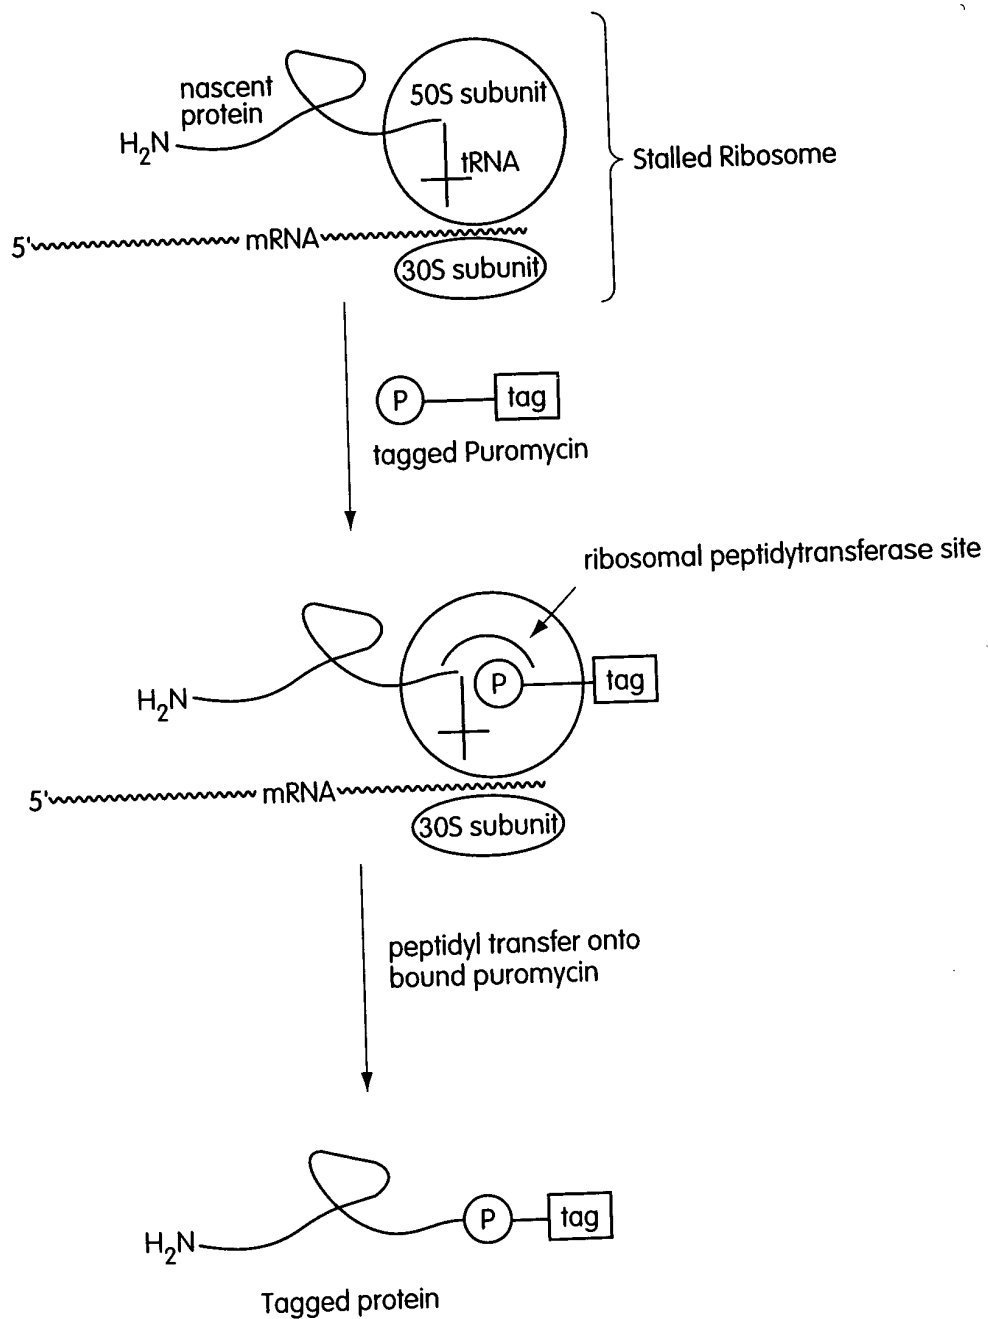 nascent
protein
H2N
50S subunit
tRNA
Stalled Ribosome
5' mRNA
30S subunit
P tag
tagged Puromycin
ribosomal peptidytransferase site
H2N
P tag
5' mRNA
30S subunit
peptidyl transfer onto
bound puromycin
H2N P tag
Tagged protein